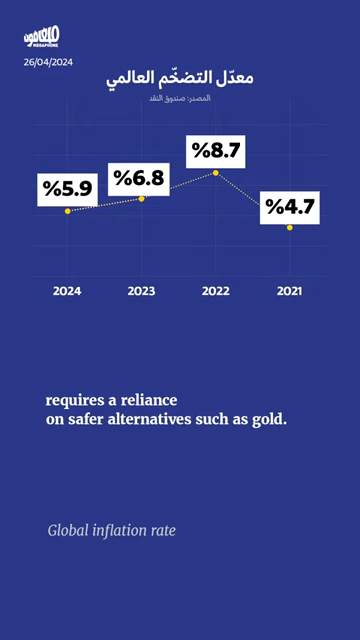 ميغافون
MEGAPHONE
26/04/2024
معدّل التضخّم العالمي
المصدر: صندوق النقد
%5.9
%6.8
%8.7
%4.7
2024
2023
2022
2021
requires a reliance
on safer alternatives such as gold.
Global inflation rate